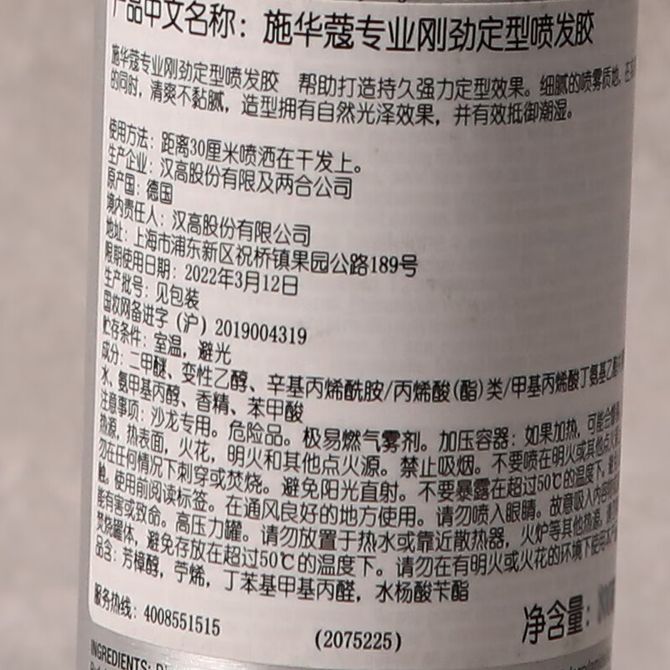 产品中文名称：施华蔻专业刚劲定型喷发胶
施华蔻专业刚劲定型喷发胶 帮助打造持久强力定型效果。细腻的喷雾质地，在
的同时，清爽不黏腻，造型拥有自然光泽效果，并有效抵御潮湿。
使用方法：距离30厘米喷洒在干发上。
生产企业：汉高股份有限及两合公司
原产国：德国
境内责任人：汉高股份有限公司
地址：上海市浦东新区祝桥镇果园公路189号
限期使用日期：2022年3月12日
生产批号：见包装
国妆网备进字（沪）2019004319
贮存条件：室温，避光
成分：二甲醚、变性乙醇、辛基丙烯酰胺/丙烯酸(酯)类/甲基丙烯酸丁氨基乙酯
水、氨甲基丙醇、香精、苯甲酸
注意事项：沙龙专用。危险品。极易燃气雾剂。加压容器：如果加热，可能会爆
热源，热表面，火花，明火和其他点火源。禁止吸烟。不要喷在明火或其他点火
勿在任何情况下刺穿或焚烧。避免阳光直射。不要暴露在超过50℃的温度下。
触。使用前阅读标签。在通风良好的地方使用。请勿喷入眼睛。故意吸入内容物
能有害或致命。高压力罐。请勿放置于热水或靠近散热器，火炉等其他热源。
焚烧罐体，避免存放在超过50℃的温度下。请勿在有明火或火花的环境下使用
品含：芳樟醇，苧烯，丁苯基甲基丙醛，水杨酸苄酯
服务热线：4008551515
(2075225)
净含量：
INGREDIENTS: